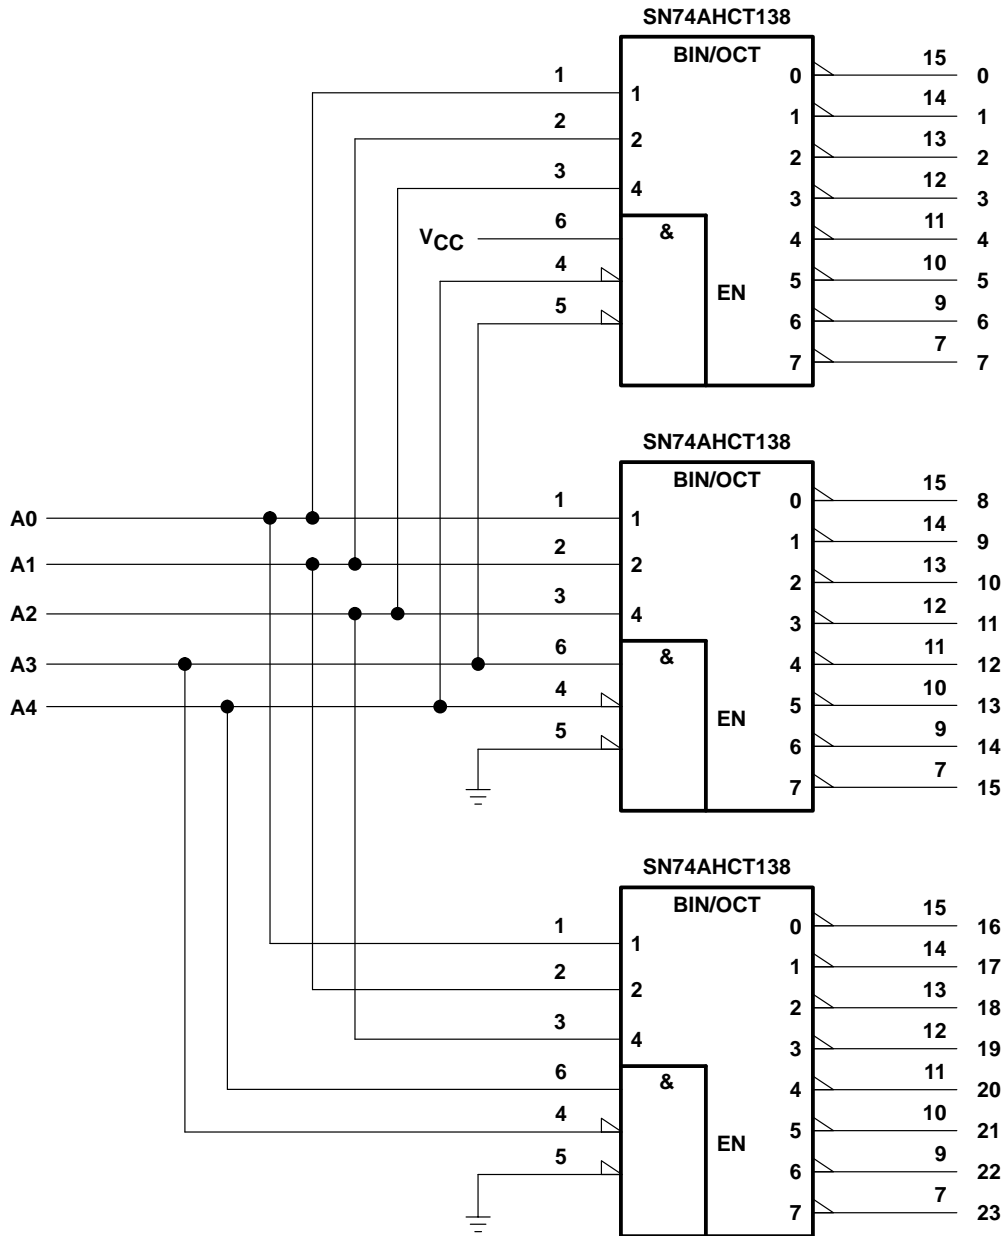 SN74AHCT138
BIN/OCT
1 1
2 2
3 4
VCC 6 &
4
5
EN
0 15 0
1 14 1
2 13 2
3 12 3
4 11 4
5 10 5
6 9 6
7 7 7
SN74AHCT138
BIN/OCT
A0 1 1
A1 2 2
A2 3 4
A3 6 &
A4 4
5
EN
0 15 8
1 14 9
2 13 10
3 12 11
4 11 12
5 10 13
6 9 14
7 7 15
SN74AHCT138
BIN/OCT
1 1
2 2
3 4
6 &
4
5
EN
0 15 16
1 14 17
2 13 18
3 12 19
4 11 20
5 10 21
6 9 22
7 7 23